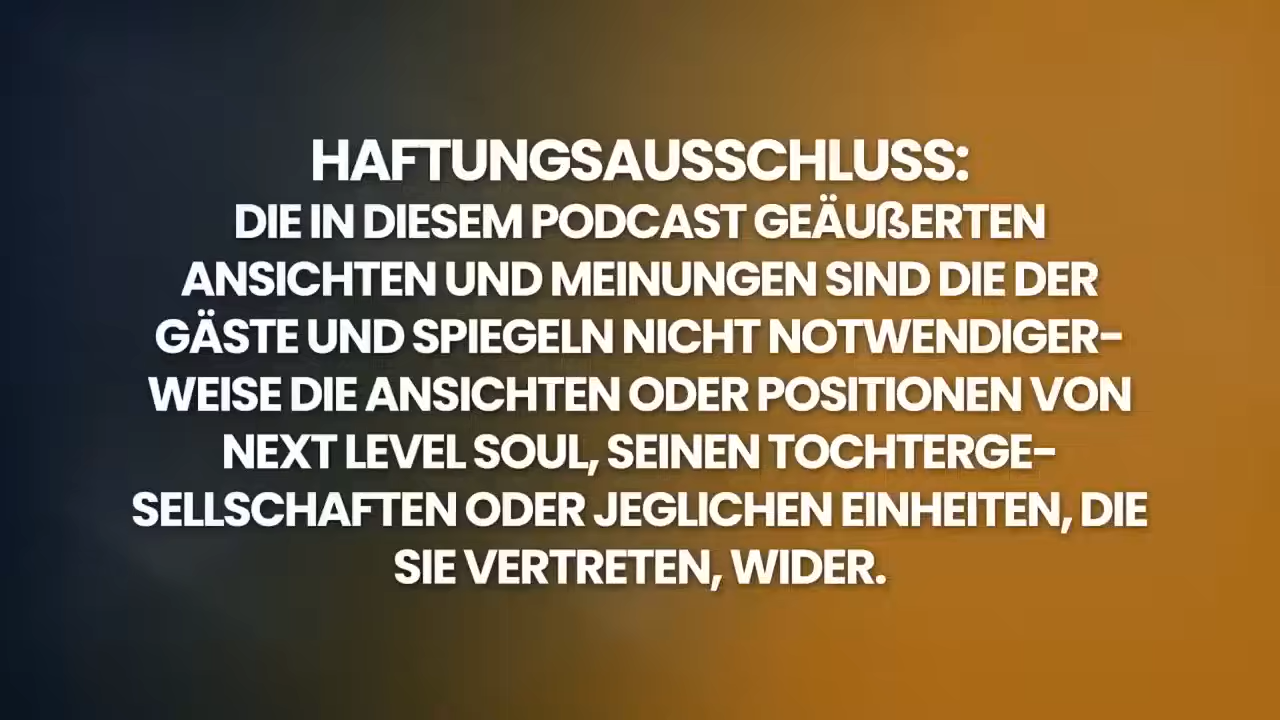 HAFTUNGSAUSSCHLUSS:
DIE IN DIESEM PODCAST GEÄUßERTEN
ANSICHTEN UND MEINUNGEN SIND DIE DER
GÄSTE UND SPIEGELN NICHT NOTWENDIGER-
WEISE DIE ANSICHTEN ODER POSITIONEN VON
NEXT LEVEL SOUL, SEINEN TOCHTERGE-
SELLSCHAFTEN ODER JEGLICHEN EINHEITEN, DIE
SIE VERTRETEN, WIDER.